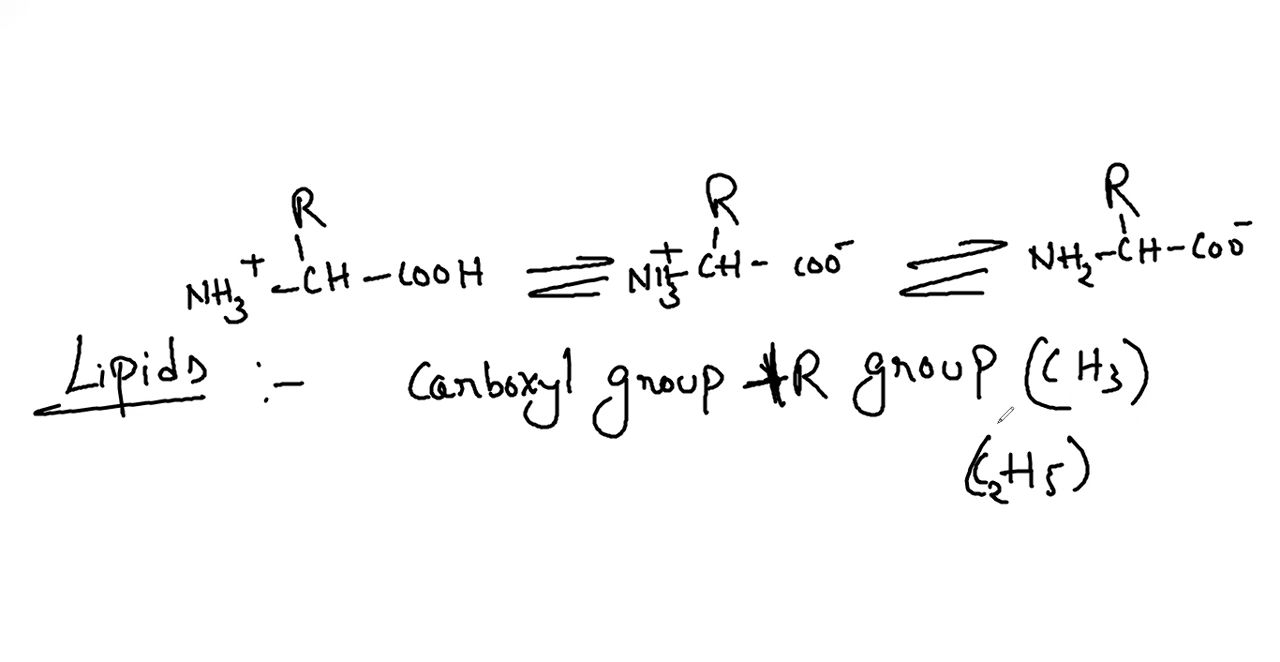 R R R
NH₃⁺ - CH - COOH ⇌ NH₃⁺ - CH - COO⁻ ⇌ NH₂ - CH - COO⁻
Lipids :- Carboxyl group + R group (CH₃)
(C₂H₅)